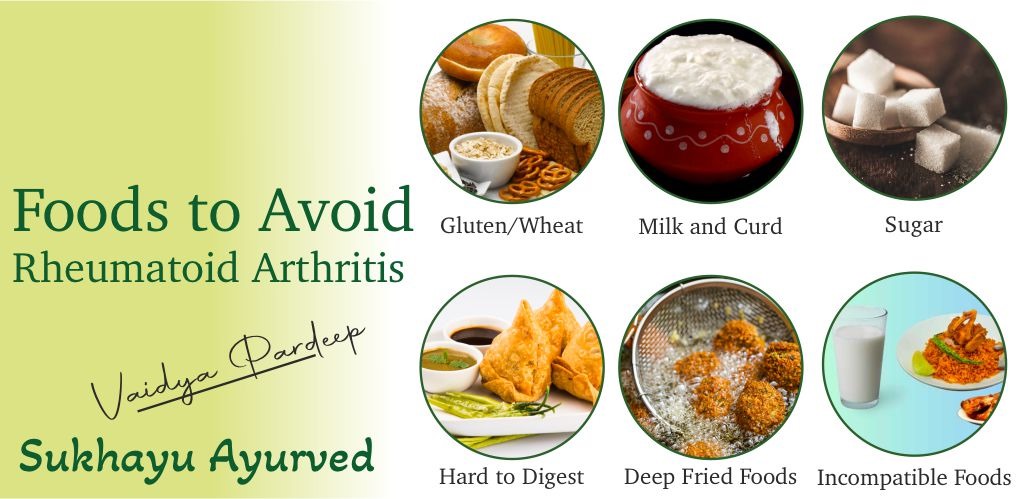 Foods to Avoid
Rheumatoid Arthritis
Vaidya Pardeep
Sukhayu Ayurved
Gluten/Wheat
Milk and Curd
Sugar
Hard to Digest
Deep Fried Foods
Incompatible Foods